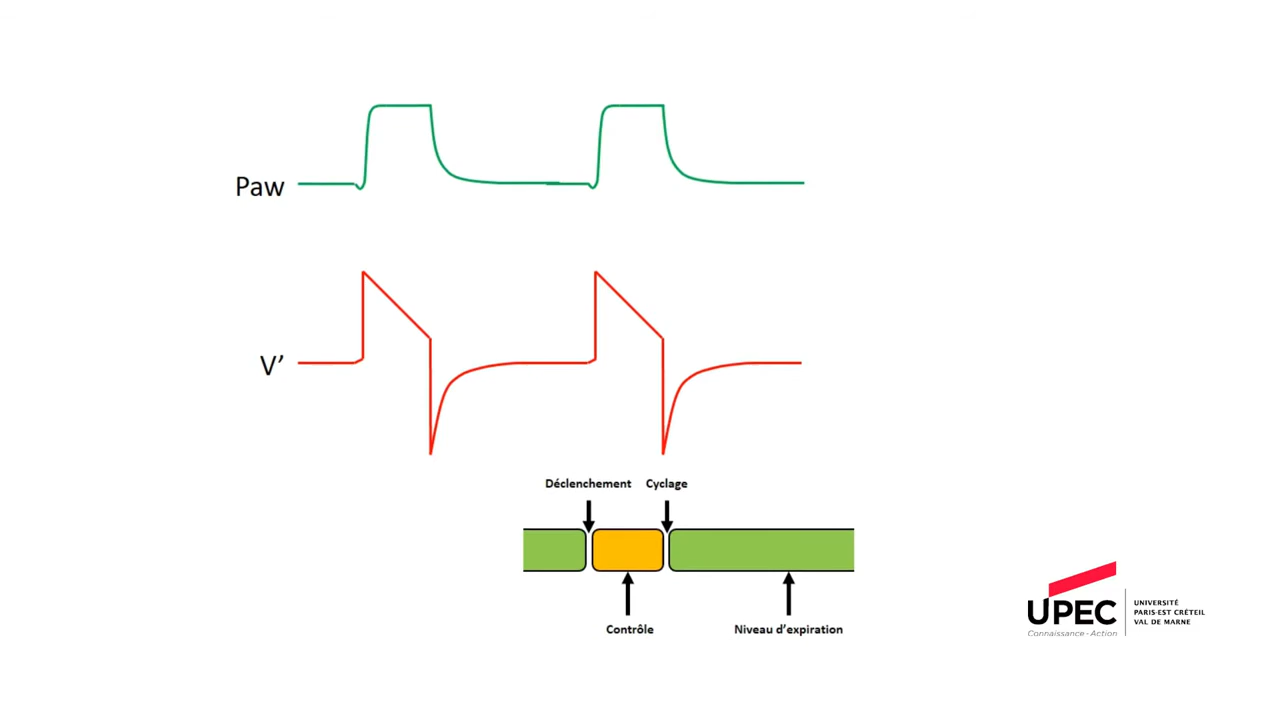 Paw
V’
Déclenchement
Cyclage
Contrôle
Niveau d’expiration
UPEC
Connaissance - Action
UNIVERSITÉ
PARIS-EST CRÉTEIL
VAL DE MARNE